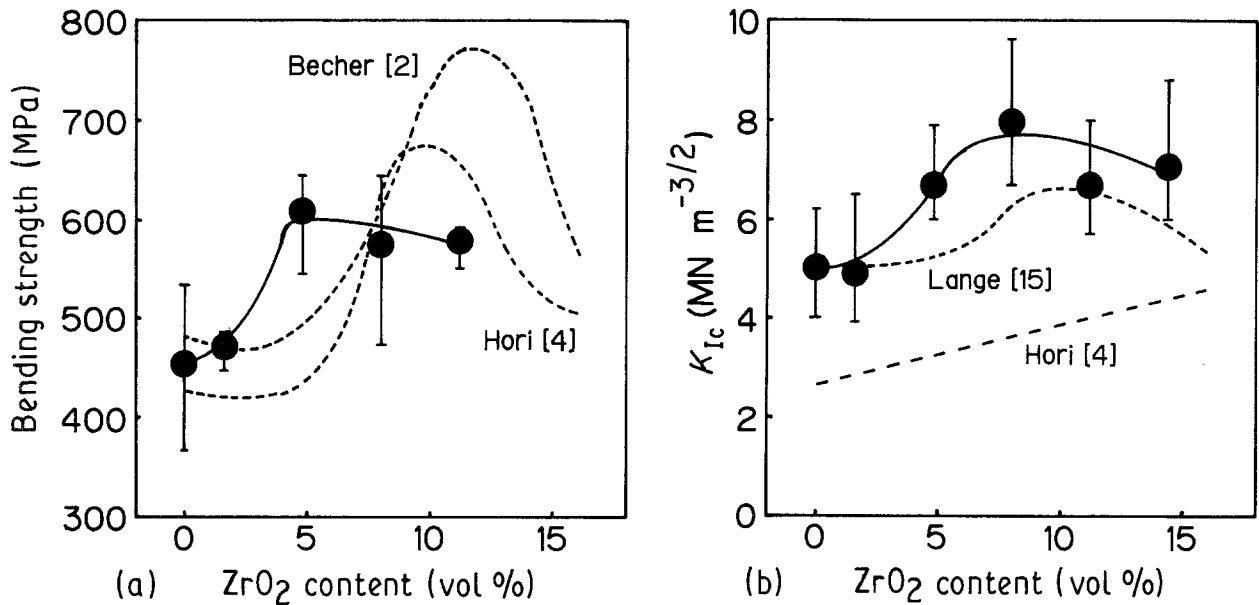 800
700
600
500
400
300
Bending strength (MPa)
Becher [2]
Hori [4]
0 5 10 15
(a) ZrO₂ content (vol %)
10
8
6
4
2
0
K_Ic (MN m^−3/2)
Lange [15]
Hori [4]
0 5 10 15
(b) ZrO₂ content (vol %)